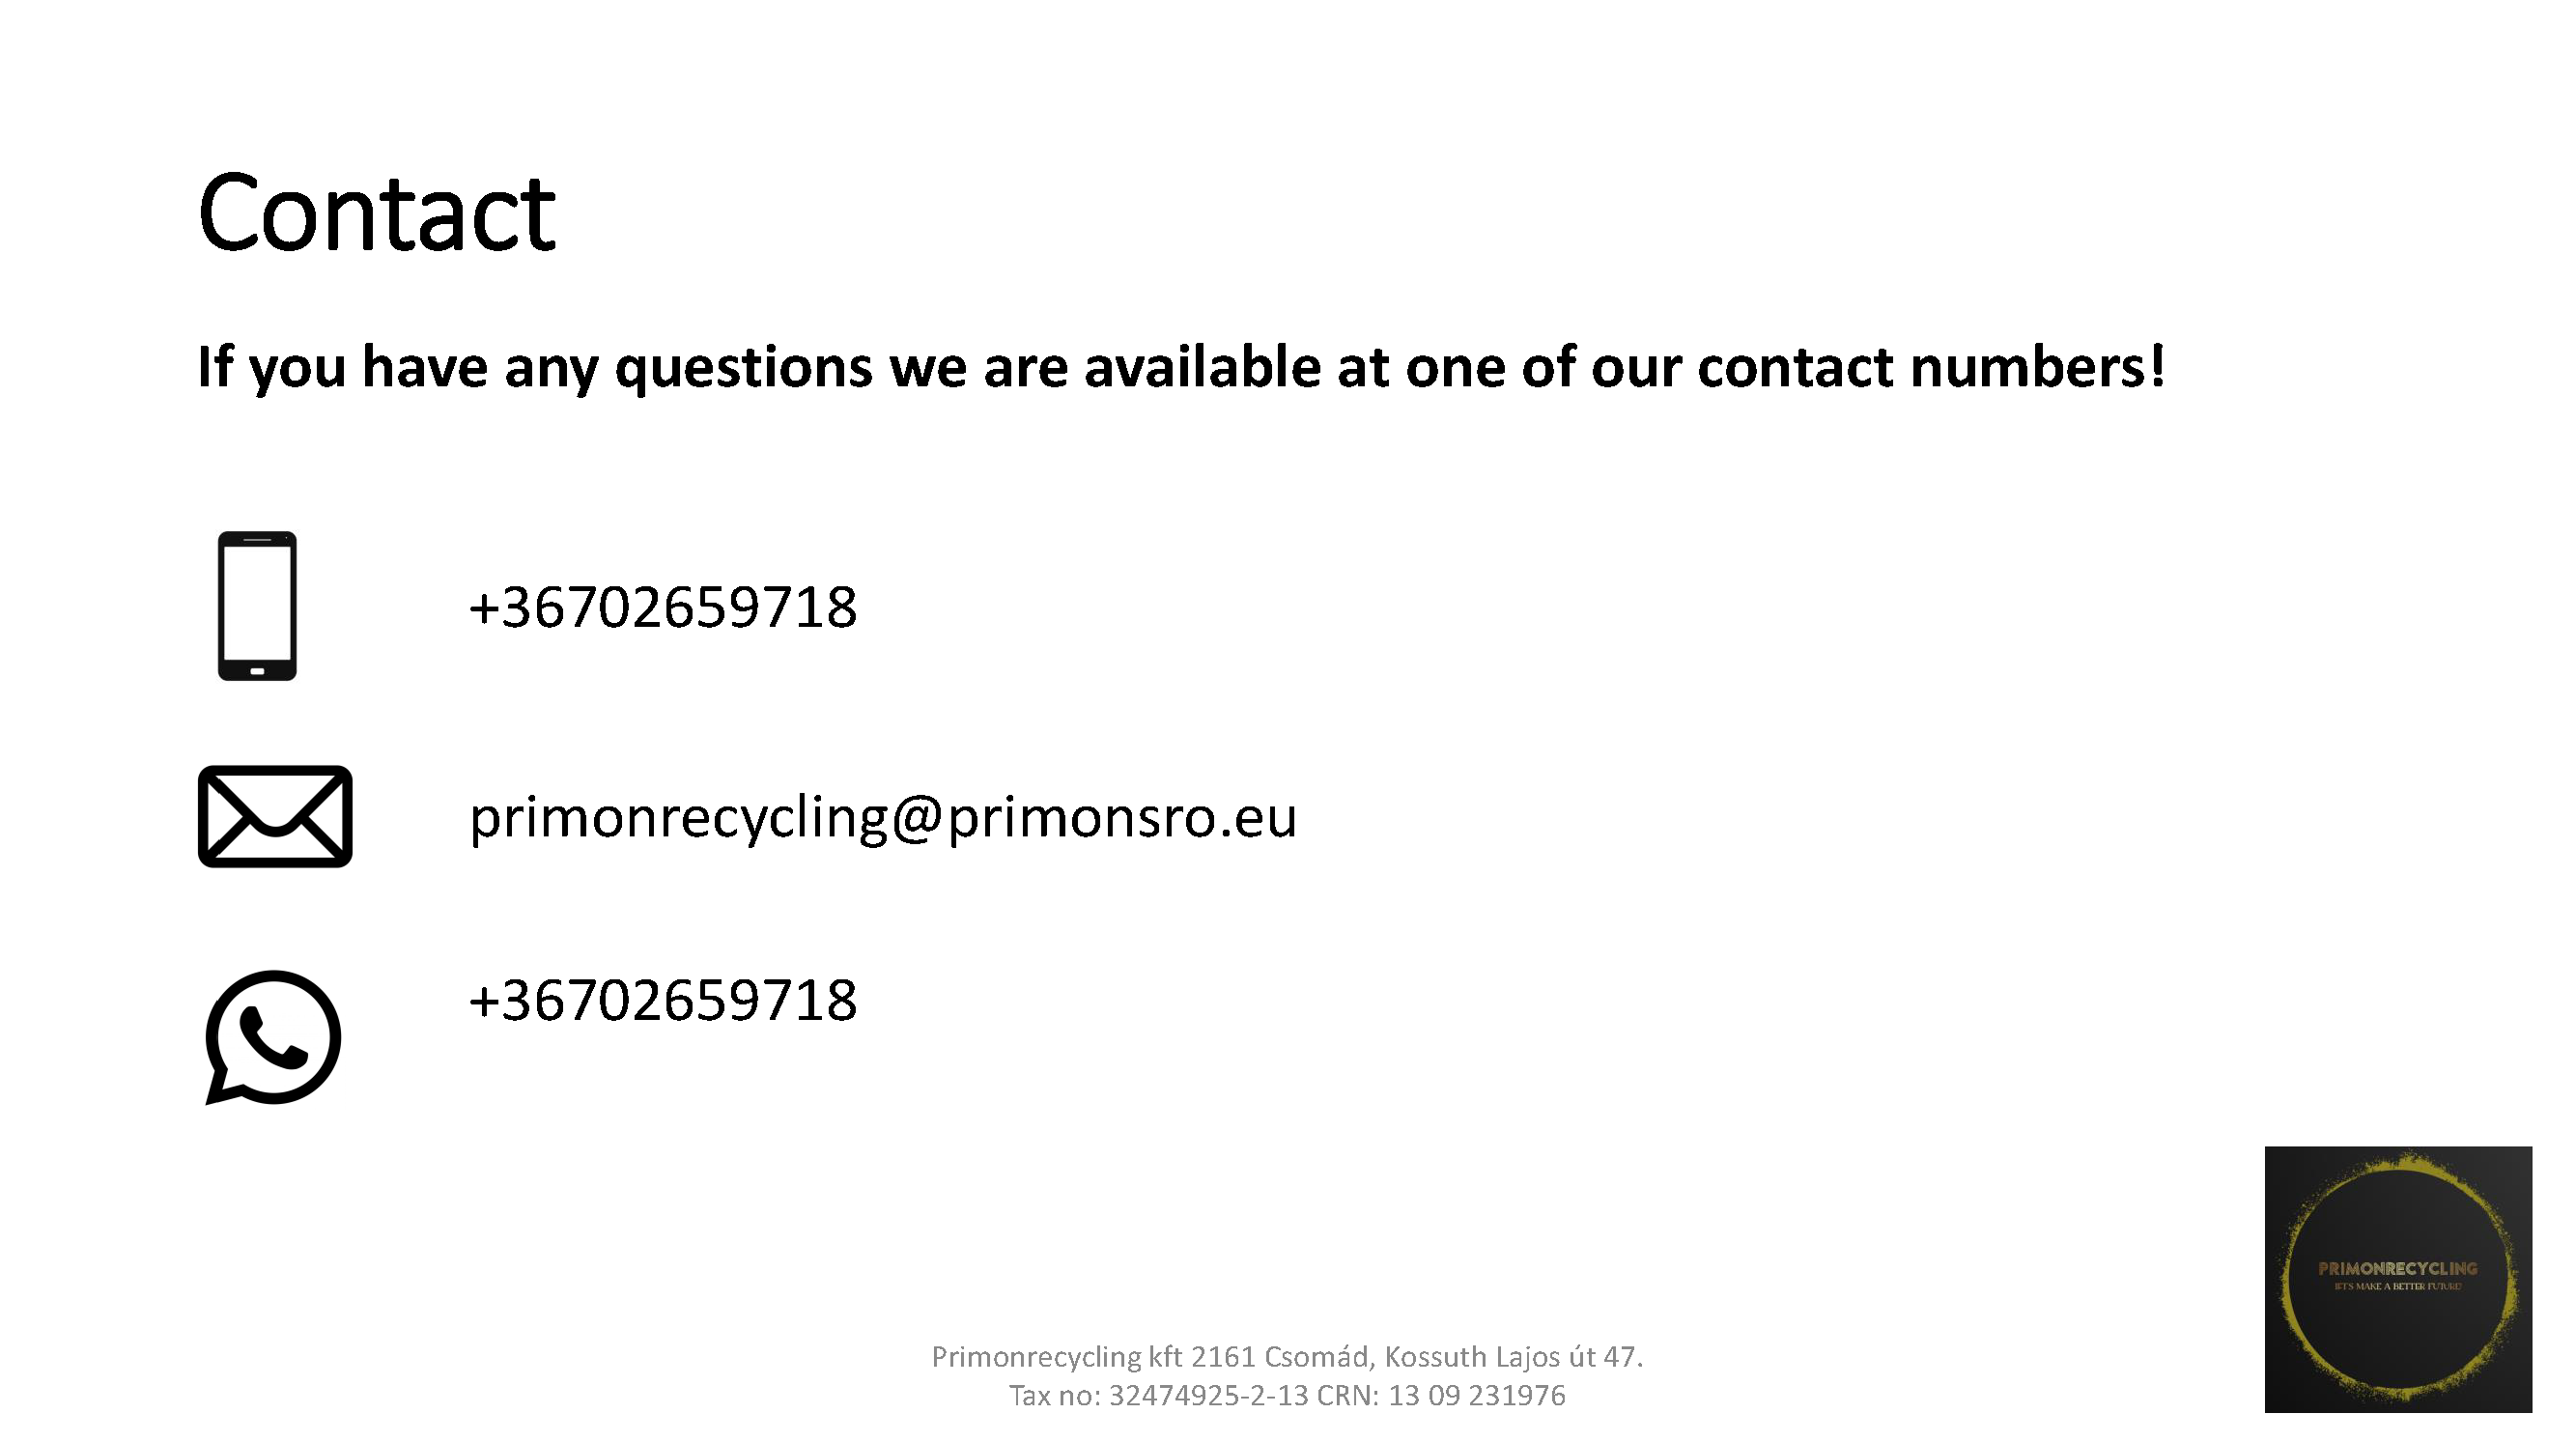 Contact
If you have any questions we are available at one of our contact numbers!
+36702659718
primonrecycling@primonsro.eu
+36702659718
PRIMONRECYCLING
LET'S MAKE A BETTER FUTURE!
Primonrecycling kft 2161 Csomád, Kossuth Lajos út 47.
Tax no: 32474925-2-13 CRN: 13 09 231976